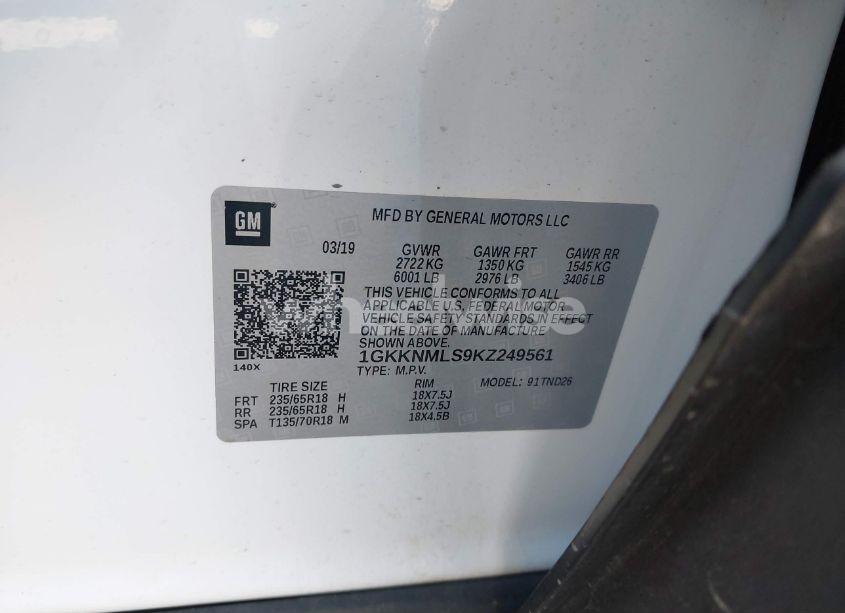 GM
MFD BY GENERAL MOTORS LLC
03/19 GVWR GAWR FRT GAWR RR
2722 KG 1350 KG 1545 KG
6001 LB 2976 LB 3406 LB
THIS VEHICLE CONFORMS TO ALL
APPLICABLE U.S. FEDERAL MOTOR
VEHICLE SAFETY STANDARDS IN EFFECT
ON THE DATE OF MANUFACTURE
SHOWN ABOVE.
1GKKNMLS9KZ249561
140X
TYPE: M.P.V. MODEL: 91TND26
TIRE SIZE RIM
FRT 235/65R18 H 18X7.5J
RR 235/65R18 H 18X7.5J
SPA T135/70R18 M 18X4.5B